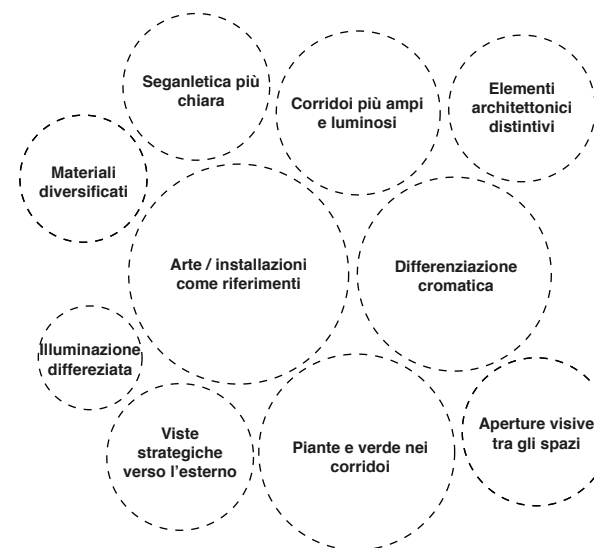 Seganletica più
chiara
Corridoi più ampi
e luminosi
Elementi
architettonici
distintivi
Materiali
diversificati
Arte / installazioni
come riferimenti
Differenziazione
cromatica
Illuminazione
differeziata
Viste
strategiche
verso l'esterno
Piante e verde nei
corridoi
Aperture visive
tra gli spazi